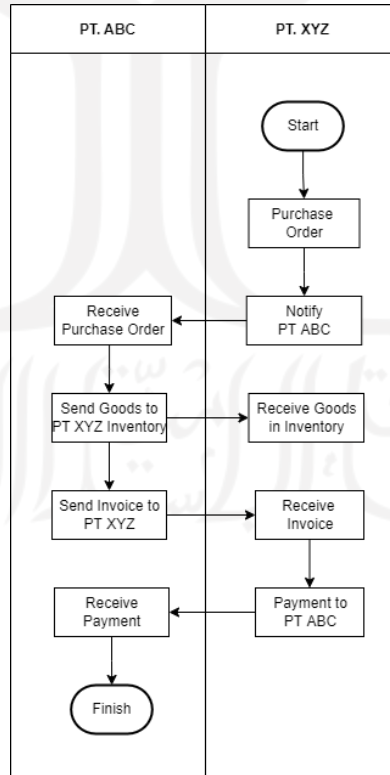 PT. ABC
PT. XYZ
Start
Purchase
Order
Notify
PT ABC
Receive
Purchase Order
Send Goods to
PT XYZ Inventory
Receive Goods
in Inventory
Send Invoice to
PT XYZ
Receive
Invoice
Payment to
PT ABC
Receive
Payment
Finish